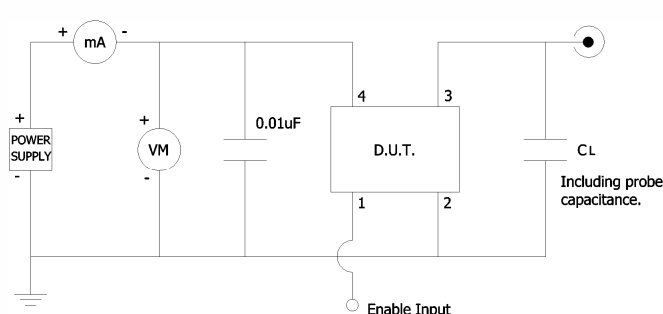 + mA -
+
POWER
SUPPLY
-
+
VM
-
0.01uF
4 3
D.U.T.
1 2
CL
Including probe
capacitance.
Enable Input